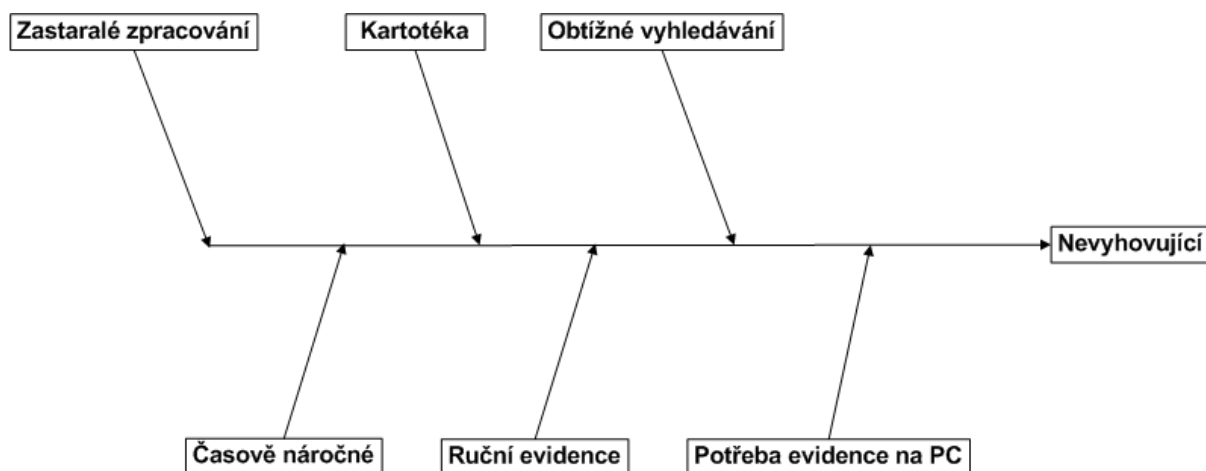 Zastaralé zpracování
Kartotéka
Obtížné vyhledávání
Nevyhovující
Časově náročné
Ruční evidence
Potřeba evidence na PC